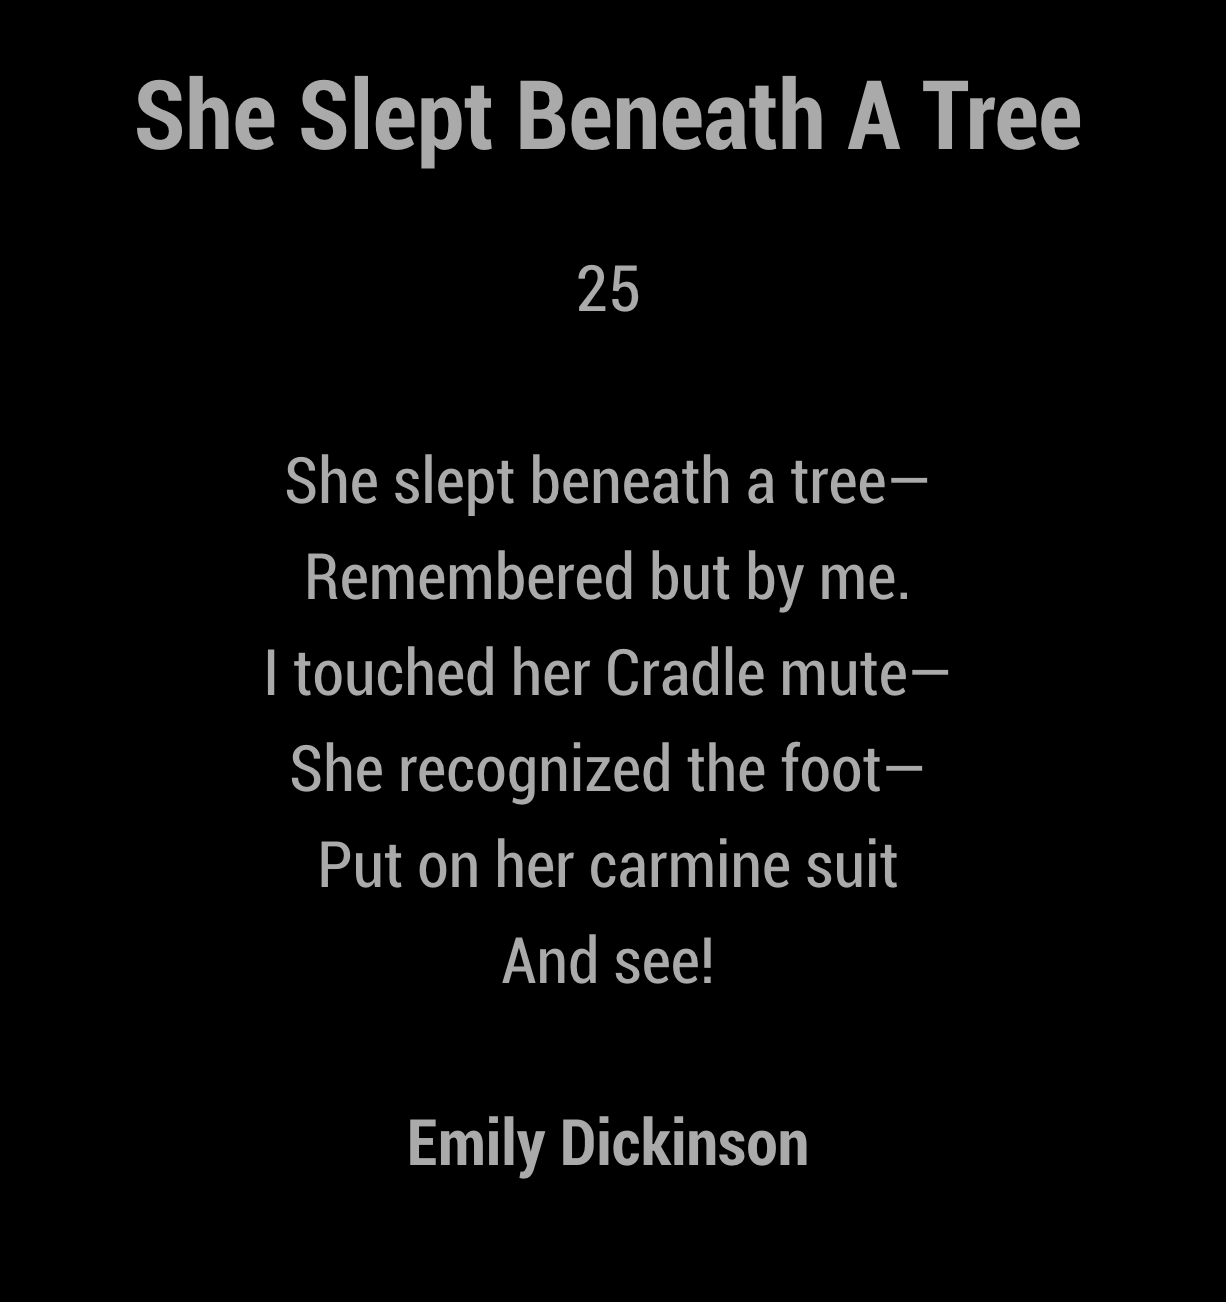 She Slept Beneath A Tree
25
She slept beneath a tree—
Remembered but by me.
I touched her Cradle mute—
She recognized the foot—
Put on her carmine suit
And see!
Emily Dickinson